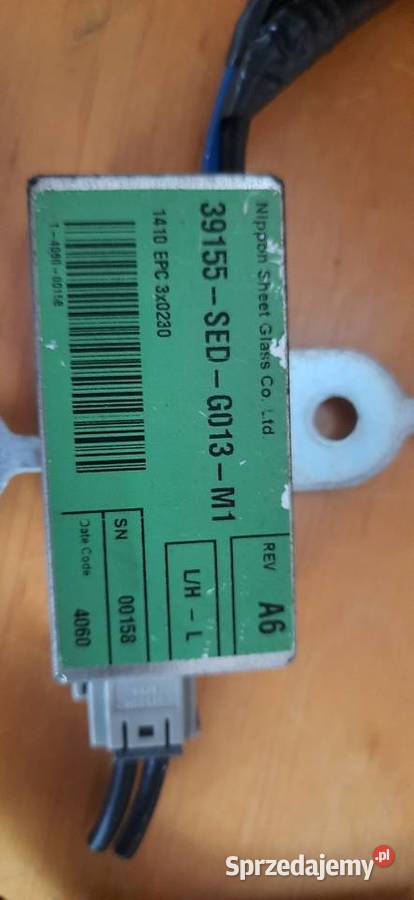 Nippon Sheet Glass Co. Ltd.
39155-SED-G013-M1
1410 EPC 3x0230
1-4060-00158
REV A6
L/H - L
SN 00158
Date Code 4060
Sprzedajemy.pl